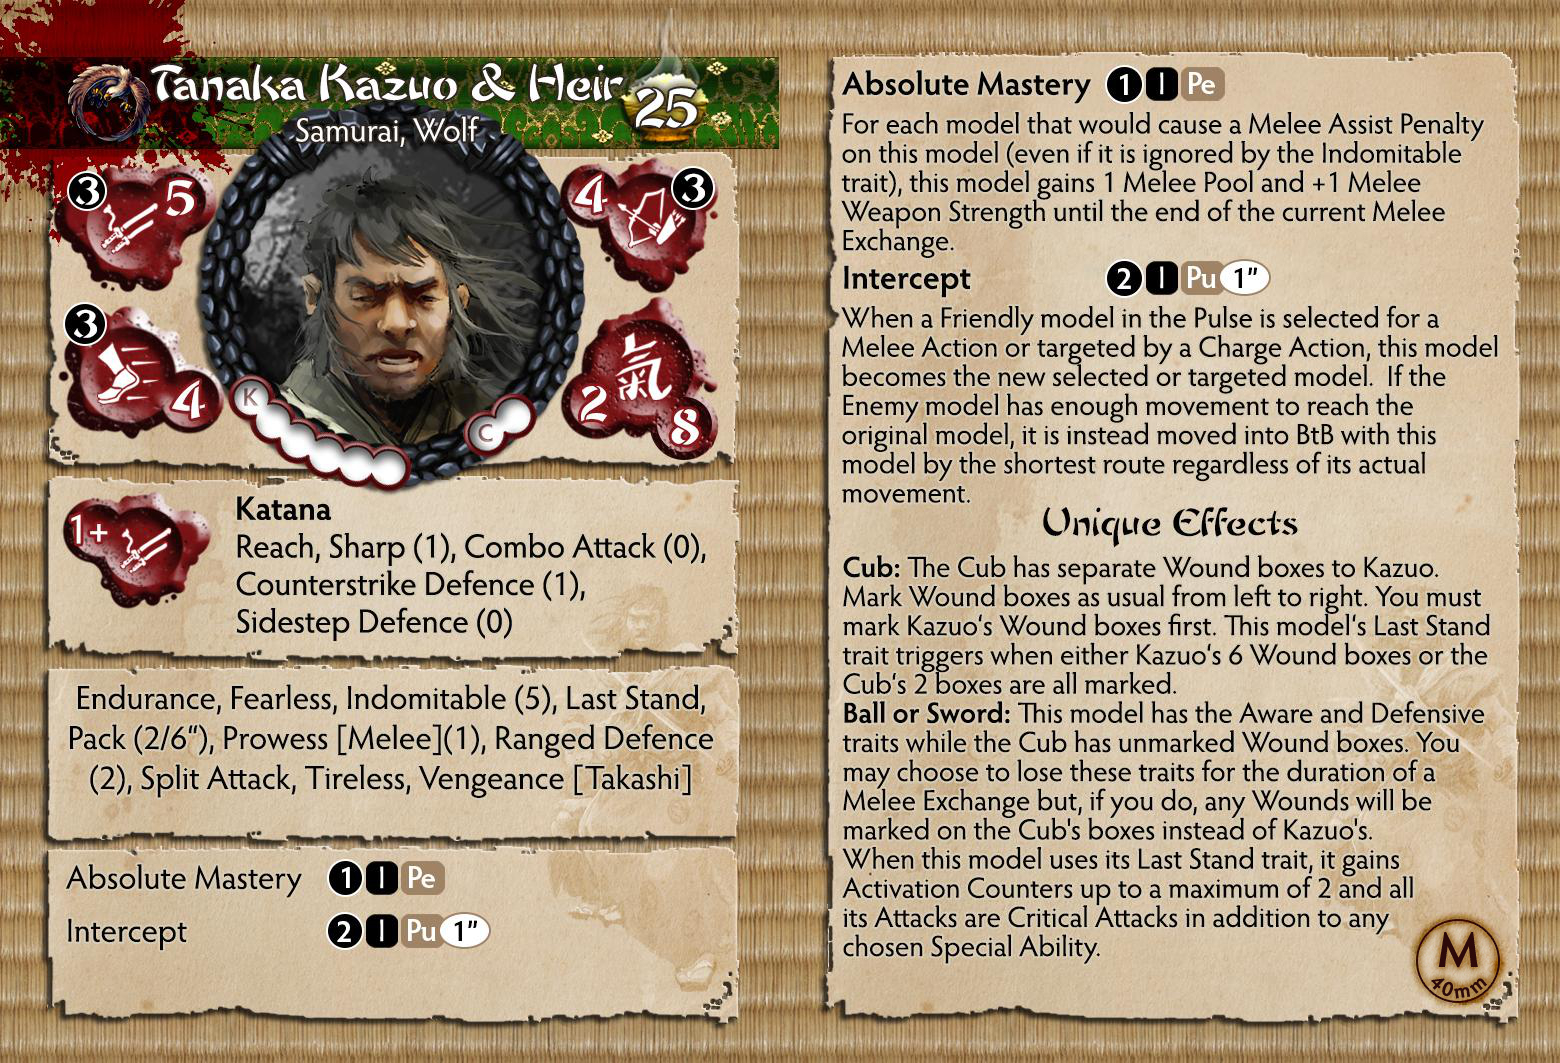 Tanaka Kazuo & Heir
25
Samurai, Wolf
3 5
4 3
3
4
氣
2
8
K
C
1+
Katana
Reach, Sharp (1), Combo Attack (0),
Counterstrike Defence (1),
Sidestep Defence (0)
Endurance, Fearless, Indomitable (5), Last Stand,
Pack (2/6"), Prowess [Melee](1), Ranged Defence
(2), Split Attack, Tireless, Vengeance [Takashi]
Absolute Mastery 1 I Pe
Intercept 2 I Pu 1"
Absolute Mastery 1 I Pe
For each model that would cause a Melee Assist Penalty
on this model (even if it is ignored by the Indomitable
trait), this model gains 1 Melee Pool and +1 Melee
Weapon Strength until the end of the current Melee
Exchange.
Intercept 2 I Pu 1"
When a Friendly model in the Pulse is selected for a
Melee Action or targeted by a Charge Action, this model
becomes the new selected or targeted model. If the
Enemy model has enough movement to reach the
original model, it is instead moved into BtB with this
model by the shortest route regardless of its actual
movement.
Unique Effects
Cub: The Cub has separate Wound boxes to Kazuo.
Mark Wound boxes as usual from left to right. You must
mark Kazuo's Wound boxes first. This model's Last Stand
trait triggers when either Kazuo's 6 Wound boxes or the
Cub's 2 boxes are all marked.
Ball or Sword: This model has the Aware and Defensive
traits while the Cub has unmarked Wound boxes. You
may choose to lose these traits for the duration of a
Melee Exchange but, if you do, any Wounds will be
marked on the Cub's boxes instead of Kazuo's.
When this model uses its Last Stand trait, it gains
Activation Counters up to a maximum of 2 and all
its Attacks are Critical Attacks in addition to any
chosen Special Ability.
M
40mm